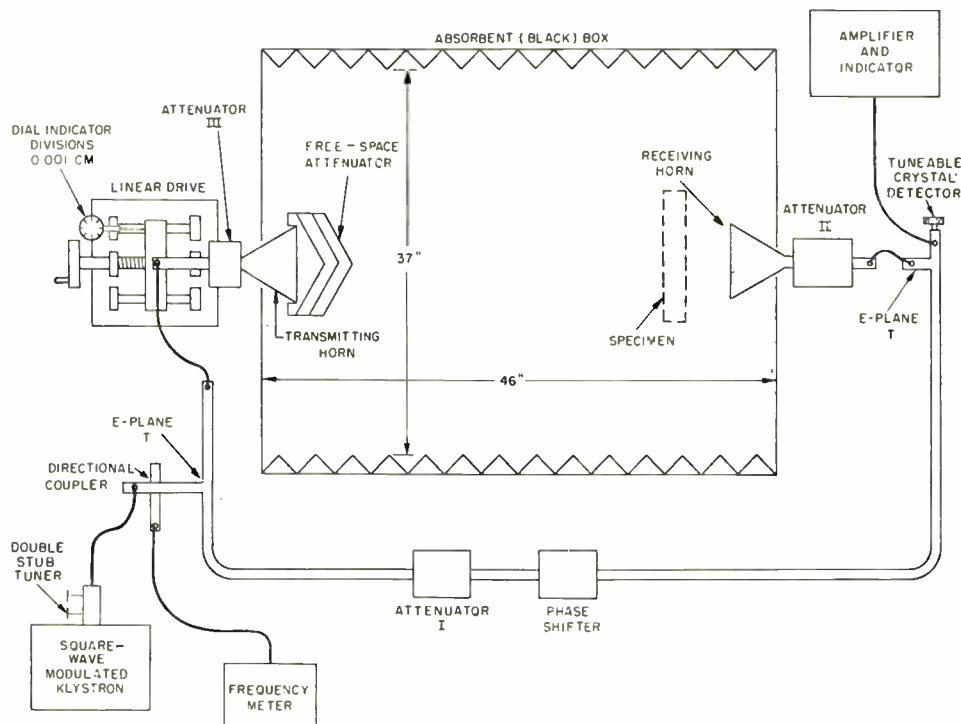 ABSORBENT (BLACK) BOX
AMPLIFIER
AND
INDICATOR
ATTENUATOR
III
DIAL INDICATOR
DIVISIONS
0.001 CM
FREE-SPACE
ATTENUATOR
RECEIVING
HORN
TUNEABLE
CRYSTAL
DETECTOR
LINEAR DRIVE
ATTENUATOR
II
37"
TRANSMITTING
HORN
SPECIMEN
E-PLANE
T
46"
E-PLANE
T
DIRECTIONAL
COUPLER
DOUBLE
STUB
TUNER
ATTENUATOR
I
PHASE
SHIFTER
SQUARE-
WAVE
MODULATED
KLYSTRON
FREQUENCY
METER